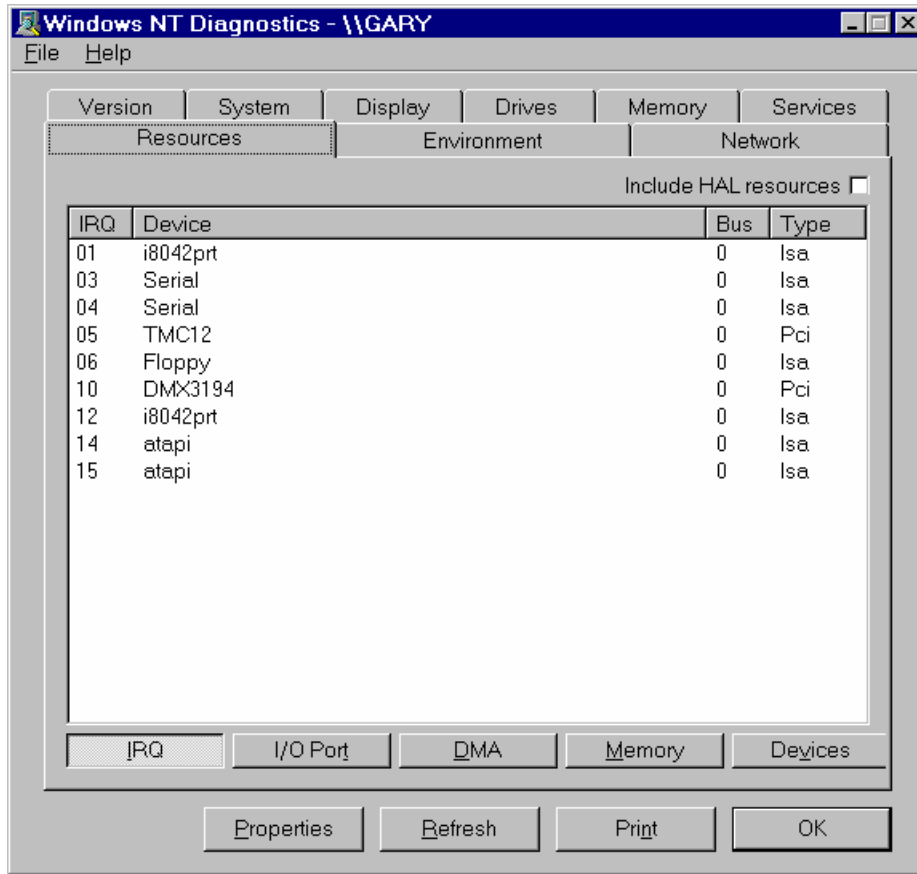 Windows NT Diagnostics - \\GARY
File Help
Version System Display Drives Memory Services
Resources Environment Network
Include HAL resources
IRQ Device Bus Type
01 i8042prt 0 Isa
03 Serial 0 Isa
04 Serial 0 Isa
05 TMC12 0 Pci
06 Floppy 0 Isa
10 DMX3194 0 Pci
12 i8042prt 0 Isa
14 atapi 0 Isa
15 atapi 0 Isa
IRQ I/O Port DMA Memory Devices
Properties Refresh Print OK